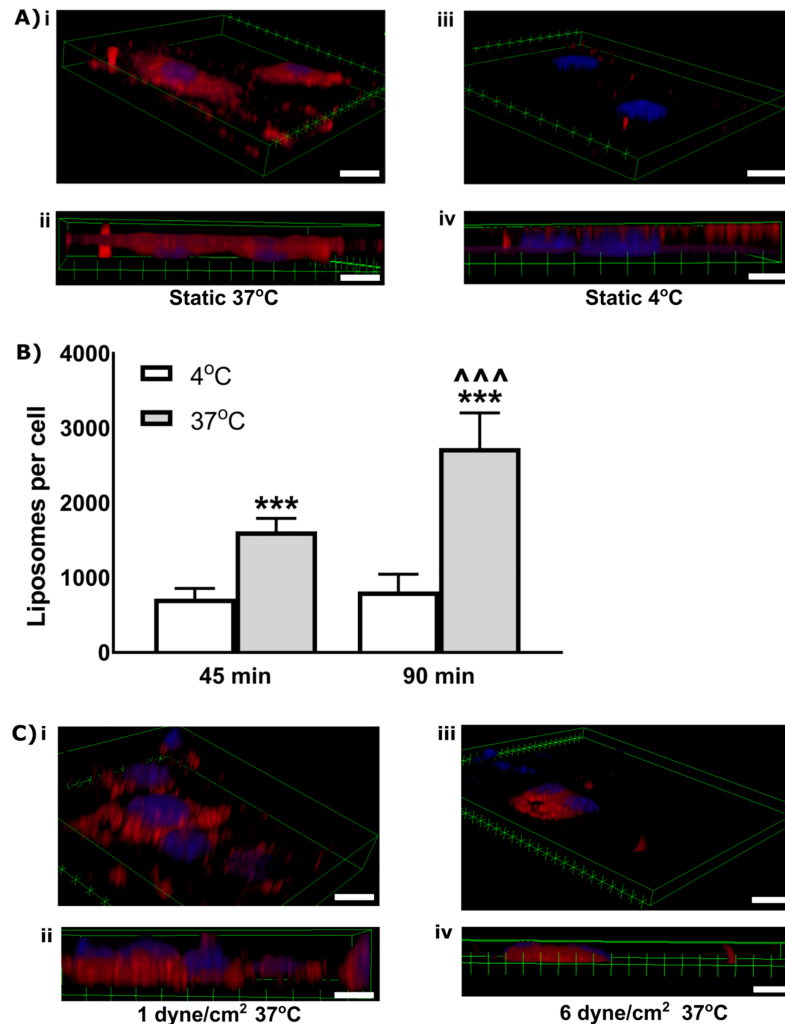 A) i
iii
ii
iv
Static 37°C
Static 4°C
B)
4000
3000
2000
1000
0
Liposomes per cell
4°C
37°C
***
^^^
***
45 min
90 min
C) i
iii
ii
iv
1 dyne/cm² 37°C
6 dyne/cm² 37°C